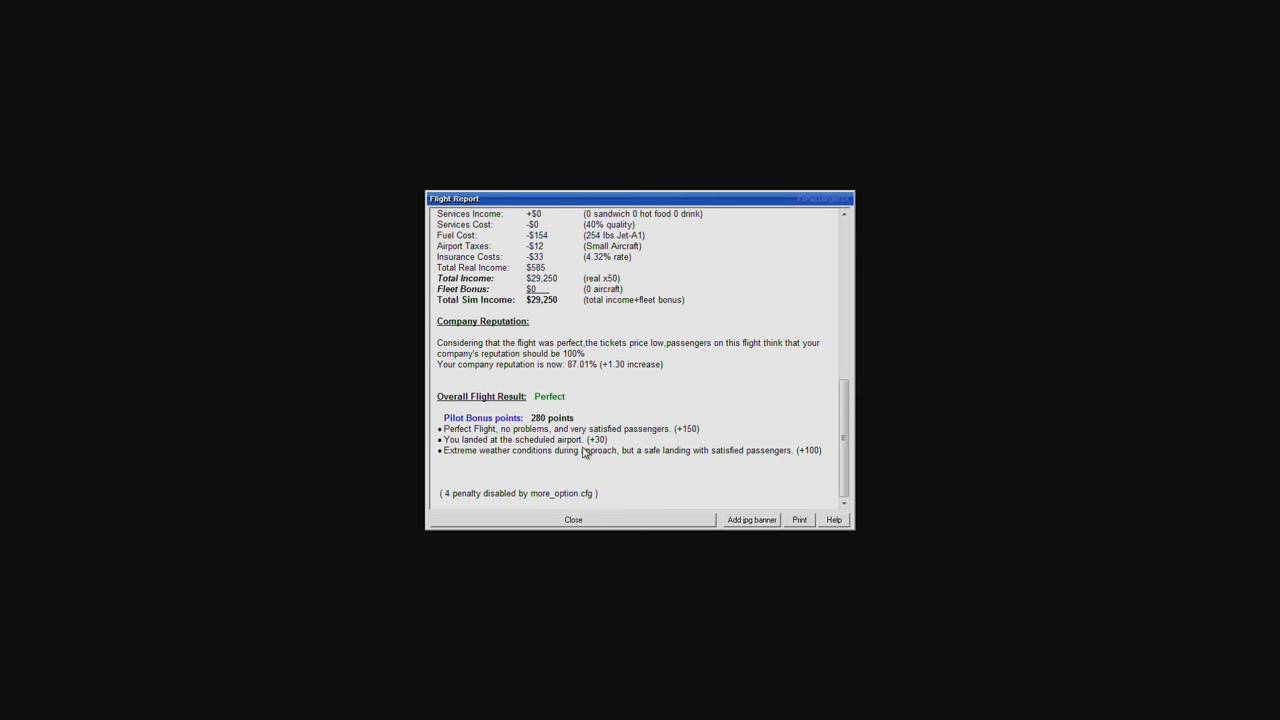 Flight Report FsPassengersX
Services Income: +$0 (0 sandwich 0 hot food 0 drink)
Services Cost: -$0 (40% quality)
Fuel Cost: -$154 (254 lbs Jet-A1)
Airport Taxes: -$12 (Small Aircraft)
Insurance Costs: -$33 (4.32% rate)
Total Real Income: $585
Total Income: $29,250 (real x50)
Fleet Bonus: $0 (0 aircraft)
Total Sim Income: $29,250 (total income+fleet bonus)
Company Reputation:
Considering that the flight was perfect,the tickets price low,passengers on this flight think that your
company's reputation should be 100%
Your company reputation is now: 87.01% (+1.30 increase)
Overall Flight Result: Perfect
Pilot Bonus points: 280 points
• Perfect Flight, no problems, and very satisfied passengers. (+150)
• You landed at the scheduled airport. (+30)
• Extreme weather conditions during approach, but a safe landing with satisfied passengers. (+100)
( 4 penalty disabled by more_option.cfg )
Close Add jpg banner Print Help